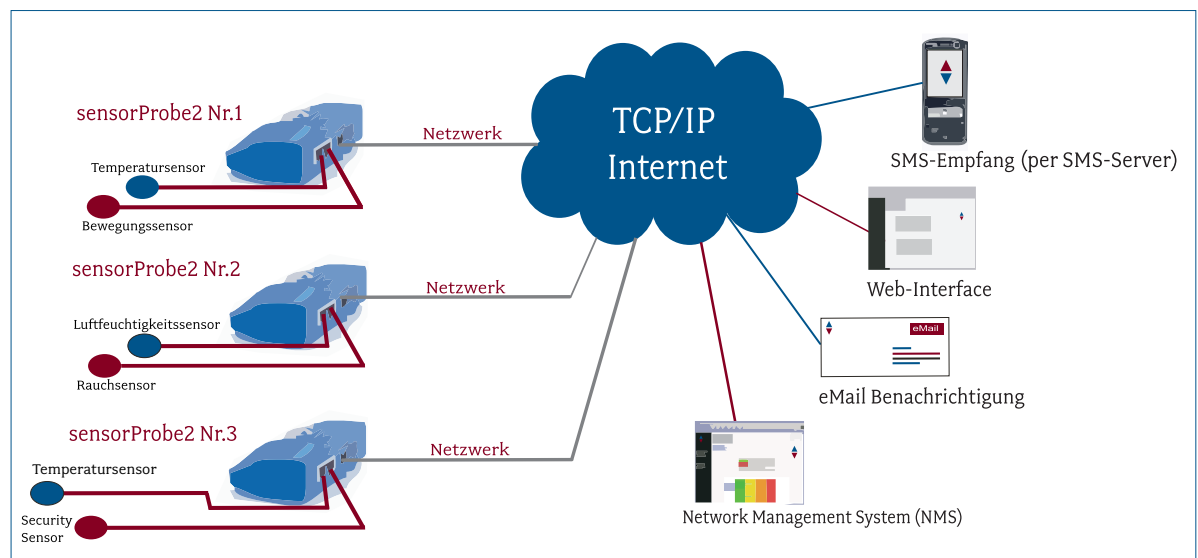 sensorProbe2 Nr.1
Temperatursensor
Bewegungssensor
Netzwerk
sensorProbe2 Nr.2
Luftfeuchtigkeitssensor
Rauchsensor
Netzwerk
sensorProbe2 Nr.3
Temperatursensor
Security
Sensor
Netzwerk
TCP/IP
Internet
SMS-Empfang (per SMS-Server)
Web-Interface
eMail
eMail Benachrichtigung
Network Management System (NMS)